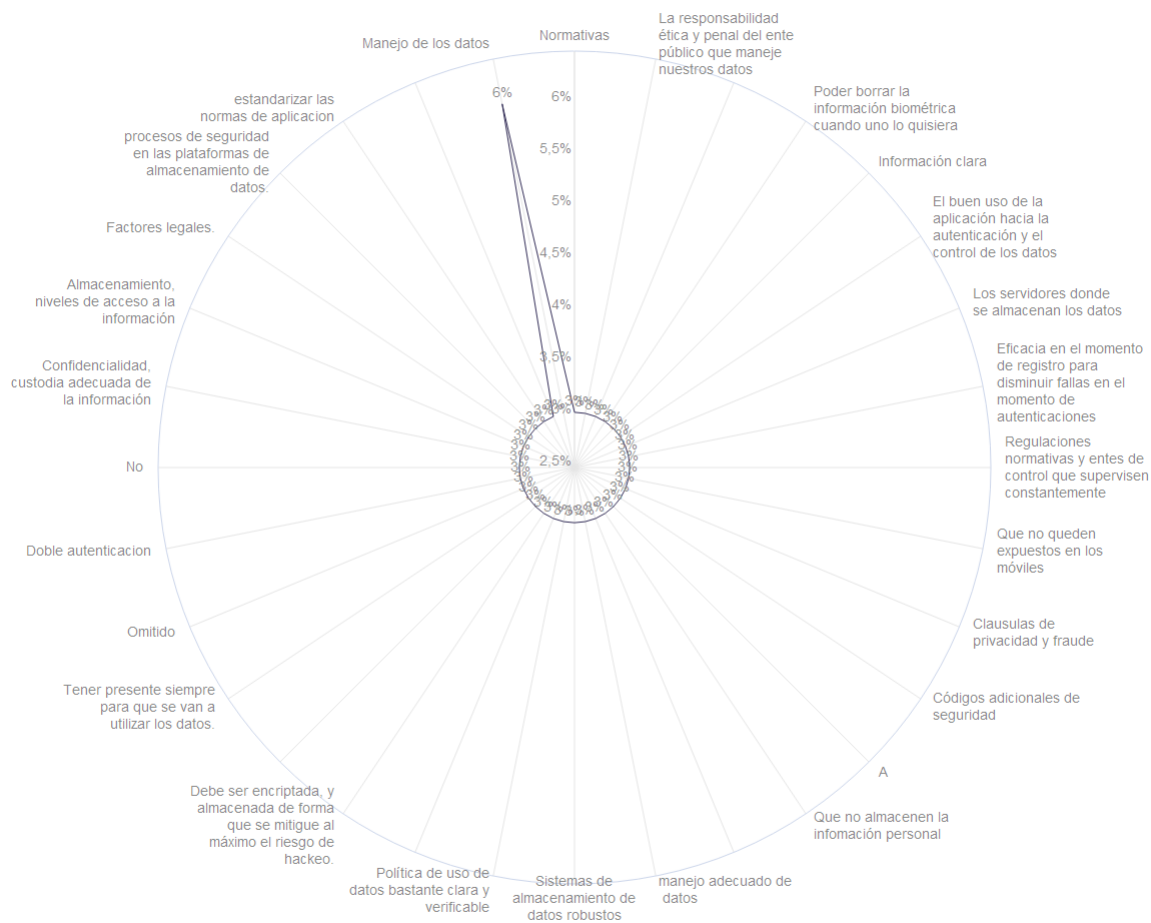 Normativas
La responsabilidad
ética y penal del ente
público que maneje
nuestros datos
Poder borrar la
información biométrica
cuando uno lo quisiera
Información clara
El buen uso de la
aplicación hacia la
autenticación y el
control de los datos
Los servidores donde
se almacenan los datos
Eficacia en el momento
de registro para
disminuir fallas en el
momento de
autenticaciones
Regulaciones
normativas y entes de
control que supervisen
constantemente
Que no queden
expuestos en los
móviles
Clausulas de
privacidad y fraude
Códigos adicionales de
seguridad
A
Que no almacenen la
infomación personal
manejo adecuado de
datos
Sistemas de
almacenamiento de
datos robustos
Política de uso de
datos bastante clara y
verificable
Debe ser encriptada, y
almacenada de forma
que se mitigue al
máximo el riesgo de
hackeo.
Tener presente siempre
para que se van a
utilizar los datos.
Omitido
Doble autenticacion
No
Confidencialidad,
custodia adecuada de
la información
Almacenamiento,
niveles de acceso a la
información
Factores legales.
procesos de seguridad
en las plataformas de
almacenamiento de
datos.
estandarizar las
normas de aplicacion
Manejo de los datos
6%
6%
5,5%
5%
4,5%
4%
3,5%
2,5%